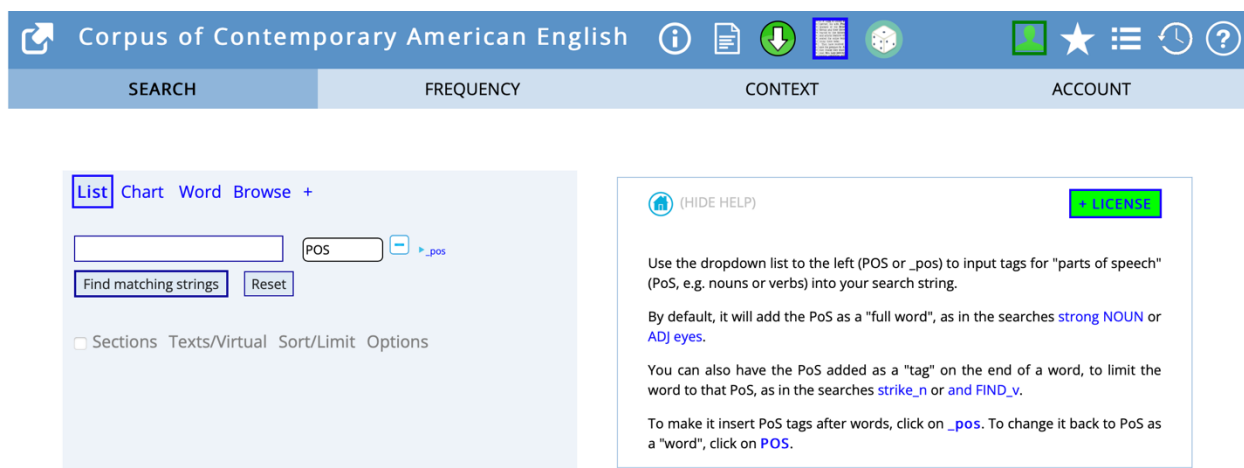 Corpus of Contemporary American English
SEARCH FREQUENCY CONTEXT ACCOUNT
List Chart Word Browse +
POS ▸_pos
Find matching strings Reset
Sections Texts/Virtual Sort/Limit Options
(HIDE HELP) + LICENSE
Use the dropdown list to the left (POS or _pos) to input tags for "parts of speech"
(PoS, e.g. nouns or verbs) into your search string.
By default, it will add the PoS as a "full word", as in the searches strong NOUN or
ADJ eyes.
You can also have the PoS added as a "tag" on the end of a word, to limit the
word to that PoS, as in the searches strike_n or and FIND_v.
To make it insert PoS tags after words, click on _pos. To change it back to PoS as
a "word", click on POS.